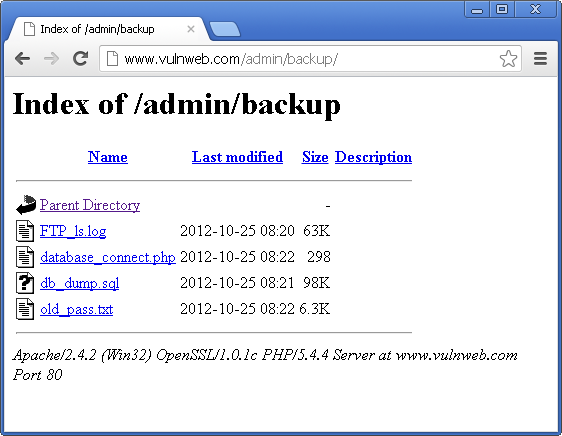 Index of /admin/backup
www.vulnweb.com/admin/backup/
Index of /admin/backup
Name Last modified Size Description
Parent Directory -
FTP_ls.log 2012-10-25 08:20 63K
database_connect.php 2012-10-25 08:22 298
db_dump.sql 2012-10-25 08:21 98K
old_pass.txt 2012-10-25 08:22 6.3K
Apache/2.4.2 (Win32) OpenSSL/1.0.1c PHP/5.4.4 Server at www.vulnweb.com
Port 80